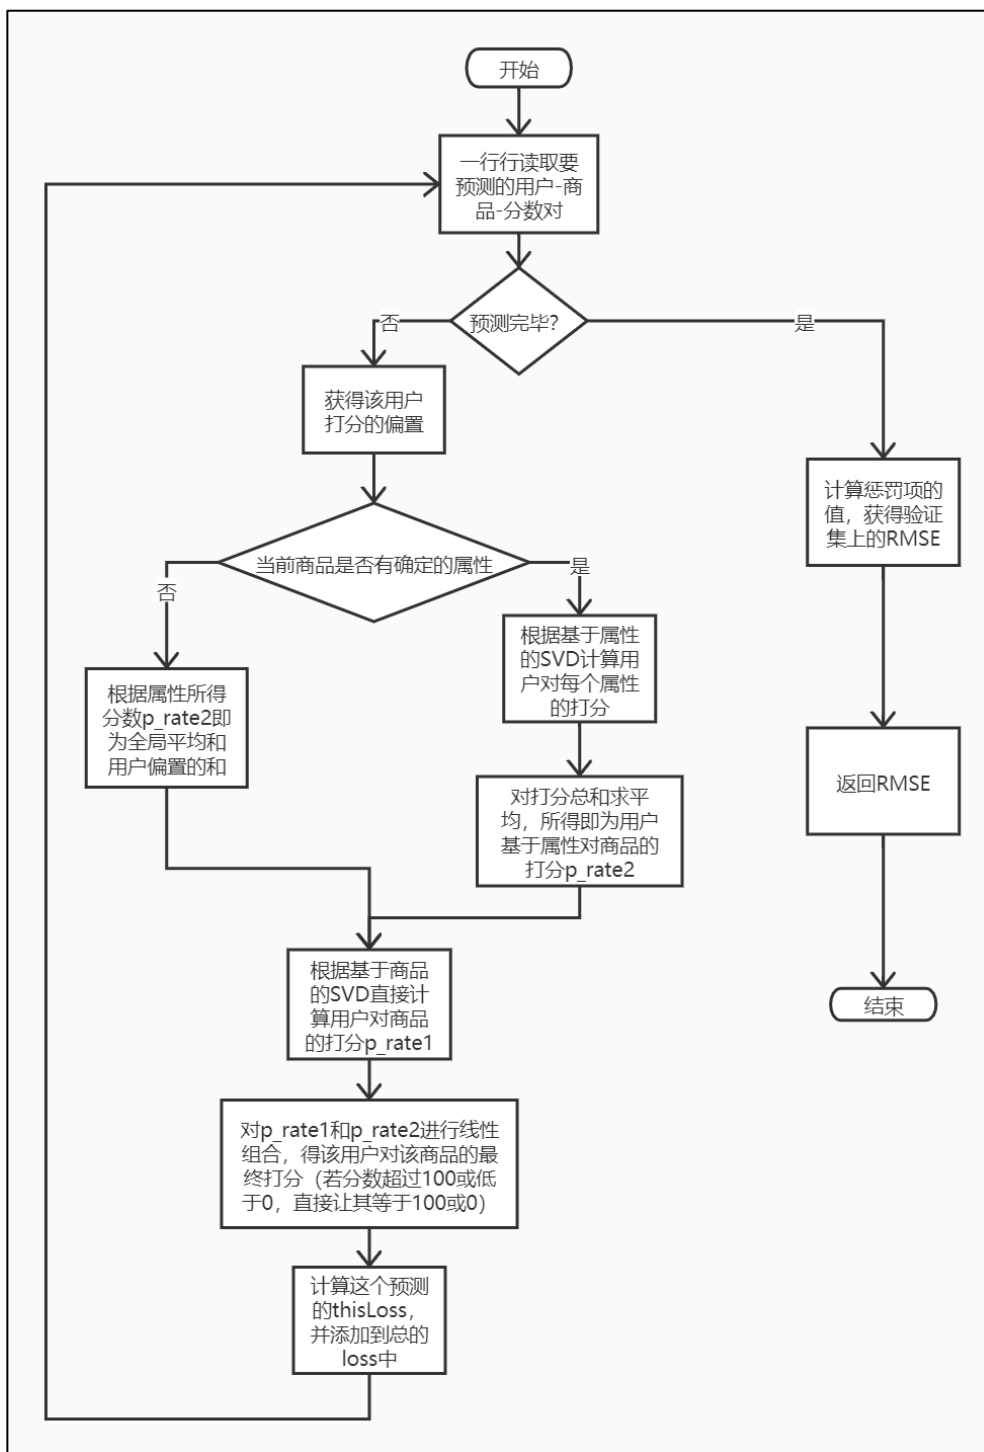 开始
一行行读取要
预测的用户-商
品-分数对
预测完毕？
否
是
获得该用户
打分的偏置
计算惩罚项的
值，获得验证
集上的RMSE
当前商品是否有确定的属性
否
是
根据基于属性
的SVD计算用
户对每个属性
的打分
根据属性所得
分数p_rate2即
为全局平均和
用户偏置的和
返回RMSE
对打分总和求平
均，所得即为用户
基于属性对商品的
打分p_rate2
根据基于商品
的SVD直接计
算用户对商品
的打分p_rate1
结束
对p_rate1和p_rate2进行线性
组合，得该用户对该商品的最
终打分（若分数超过100或低
于0，直接让其等于100或0）
计算这个预测
的thisLoss，
并添加到总的
loss中